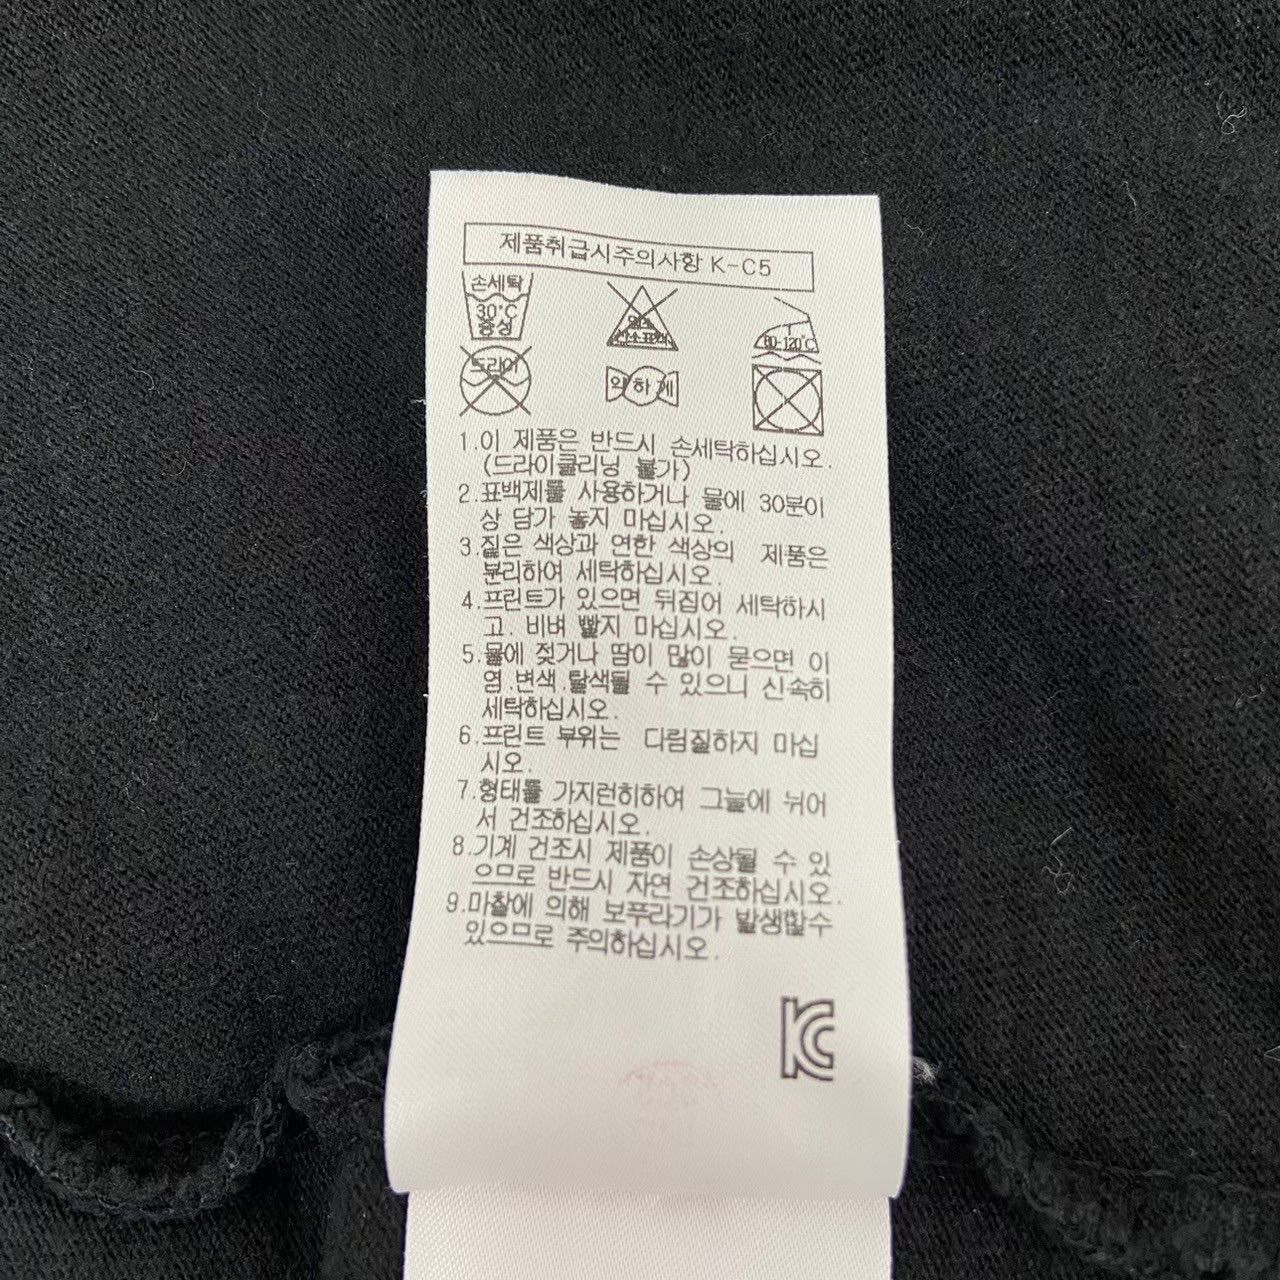 제품취급시주의사항 K-C5
손세탁
30°C
중성
염소
산소표백
80-120°C
드라이
약하게
1.이 제품은 반드시 손세탁하십시오.
(드라이클리닝 불가)
2.표백제를 사용하거나 물에 30분이
상 담가 놓지 마십시오.
3.짙은 색상과 연한 색상의 제품은
분리하여 세탁하십시오.
4.프린트가 있으면 뒤집어 세탁하시
고. 비벼 빨지 마십시오.
5.물에 젖거나 땀이 많이 묻으면 이
염.변색.탈색될 수 있으니 신속히
세탁하십시오.
6.프린트 부위는 다림질하지 마십
시오.
7.형태를 가지런히하여 그늘에 뉘어
서 건조하십시오.
8.기계 건조시 제품이 손상될 수 있
으므로 반드시 자연 건조하십시오.
9.마찰에 의해 보푸라기가 발생할수
있으므로 주의하십시오.
KC